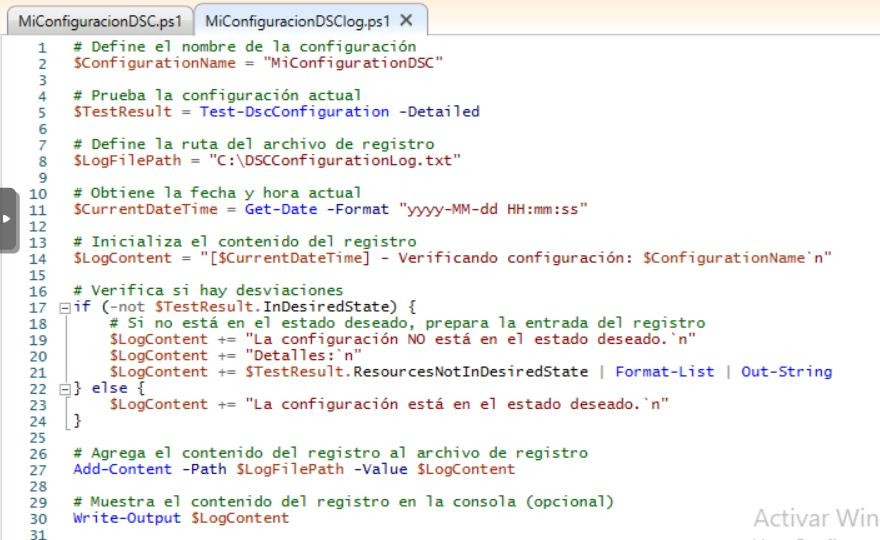 MiConfiguracionDSC.ps1 MiConfiguracionDSClog.ps1 X
1 # Define el nombre de la configuración
2 $ConfigurationName = "MiConfigurationDSC"
3
4 # Prueba la configuración actual
5 $TestResult = Test-DscConfiguration -Detailed
6
7 # Define la ruta del archivo de registro
8 $LogFilePath = "C:\DSCConfigurationLog.txt"
9
10 # Obtiene la fecha y hora actual
11 $CurrentDateTime = Get-Date -Format "yyyy-MM-dd HH:mm:ss"
12
13 # Inicializa el contenido del registro
14 $LogContent = "[$CurrentDateTime] - Verificando configuración: $ConfigurationName`n"
15
16 # Verifica si hay desviaciones
17 if (-not $TestResult.InDesiredState) {
18 # Si no está en el estado deseado, prepara la entrada del registro
19 $LogContent += "La configuración NO está en el estado deseado.`n"
20 $LogContent += "Detalles:`n"
21 $LogContent += $TestResult.ResourcesNotInDesiredState | Format-List | Out-String
22 } else {
23 $LogContent += "La configuración está en el estado deseado.`n"
24 }
25
26 # Agrega el contenido del registro al archivo de registro
27 Add-Content -Path $LogFilePath -Value $LogContent
28
29 # Muestra el contenido del registro en la consola (opcional)
30 Write-Output $LogContent
31
Activar Win